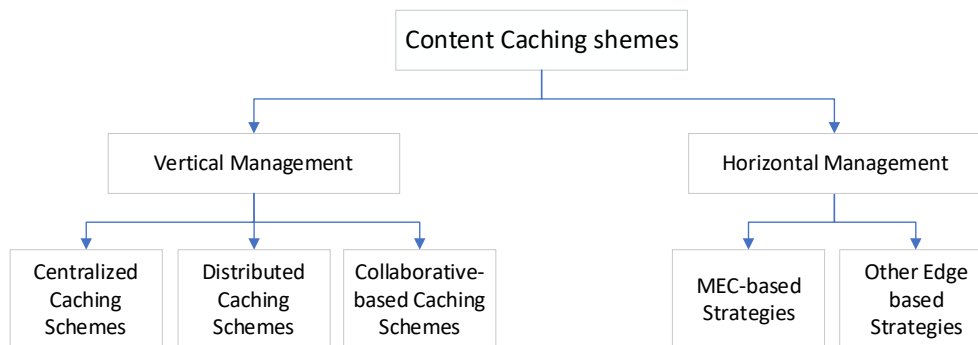 Content Caching shemes
Vertical Management
Horizontal Management
Centralized
Caching
Schemes
Distributed
Caching
Schemes
Collaborative-
based Caching
Schemes
MEC-based
Strategies
Other Edge
based
Strategies